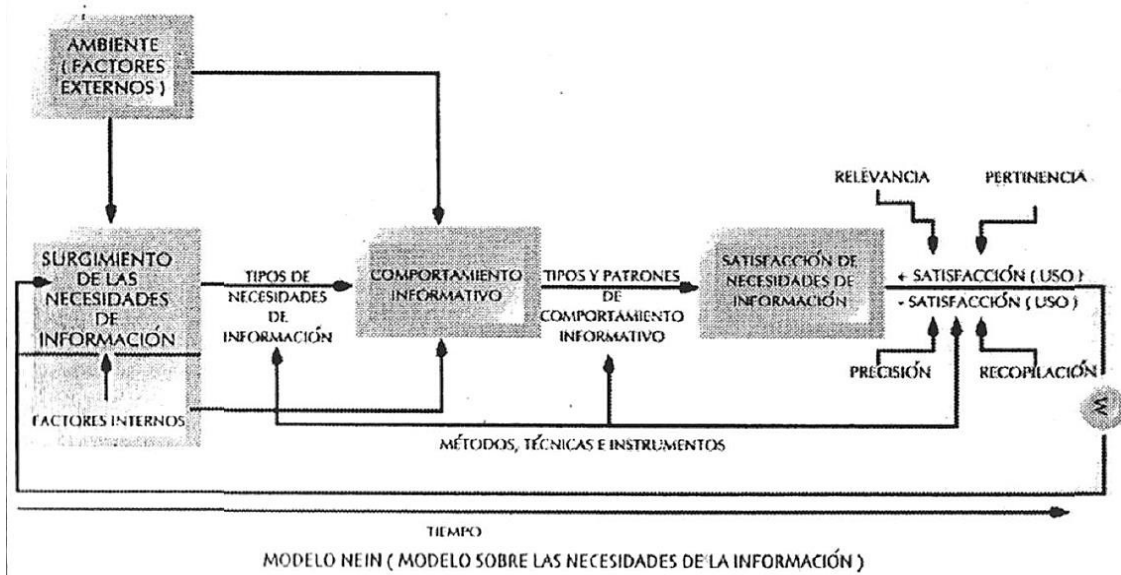 AMBIENTE
( FACTORES
EXTERNOS )
RELEVANCIA
PERTINENCIA
SURGIMIENTO
DE LAS
NECESIDADES
DE
INFORMACIÓN
FACTORES INTERNOS
TIPOS DE
NECESIDADES
DE
INFORMACIÓN
COMPORTAMIENTO
INFORMATIVO
TIPOS Y PATRONES
DE
COMPORTAMIENTO
INFORMATIVO
SATISFACCIÓN DE
NECESIDADES DE
INFORMACIÓN
+ SATISFACCIÓN ( USO )
- SATISFACCIÓN ( USO )
PRECISIÓN
RECOPILACIÓN
W
MÉTODOS, TÉCNICAS E INSTRUMENTOS
TIEMPO
MODELO NEIN ( MODELO SOBRE LAS NECESIDADES DE LA INFORMACIÓN )